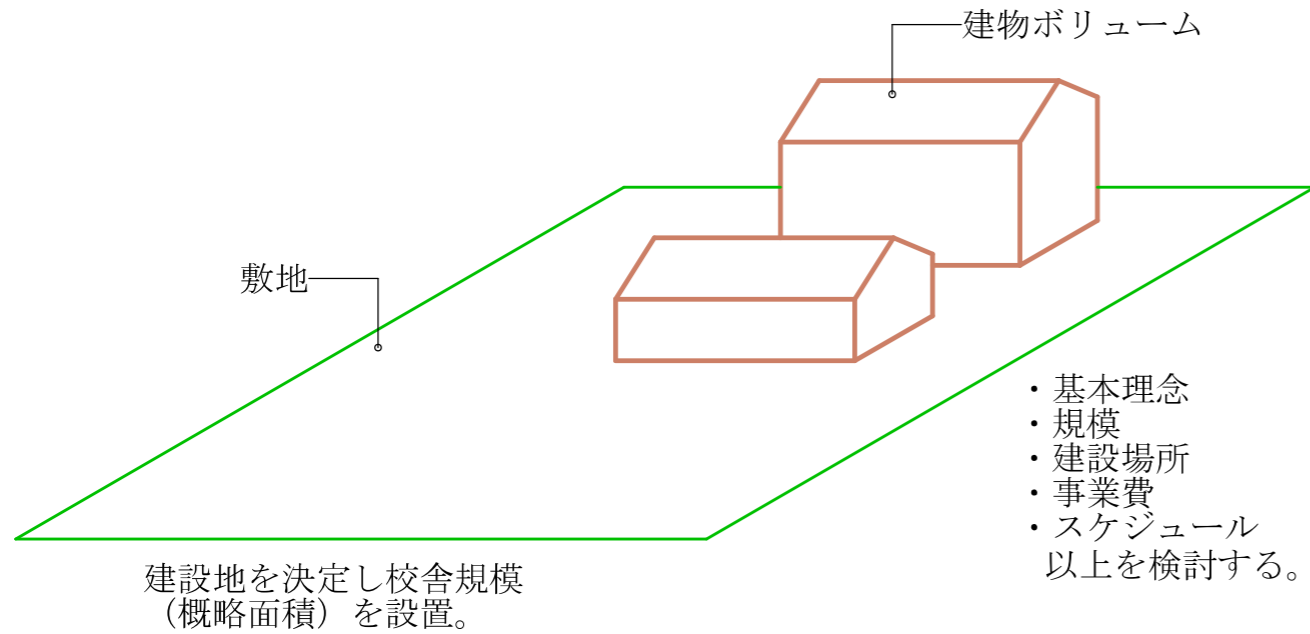 建物ボリューム
敷地
・基本理念
・規模
・建設場所
・事業費
・スケジュール
以上を検討する。
建設地を決定し校舎規模
（概略面積）を設置。